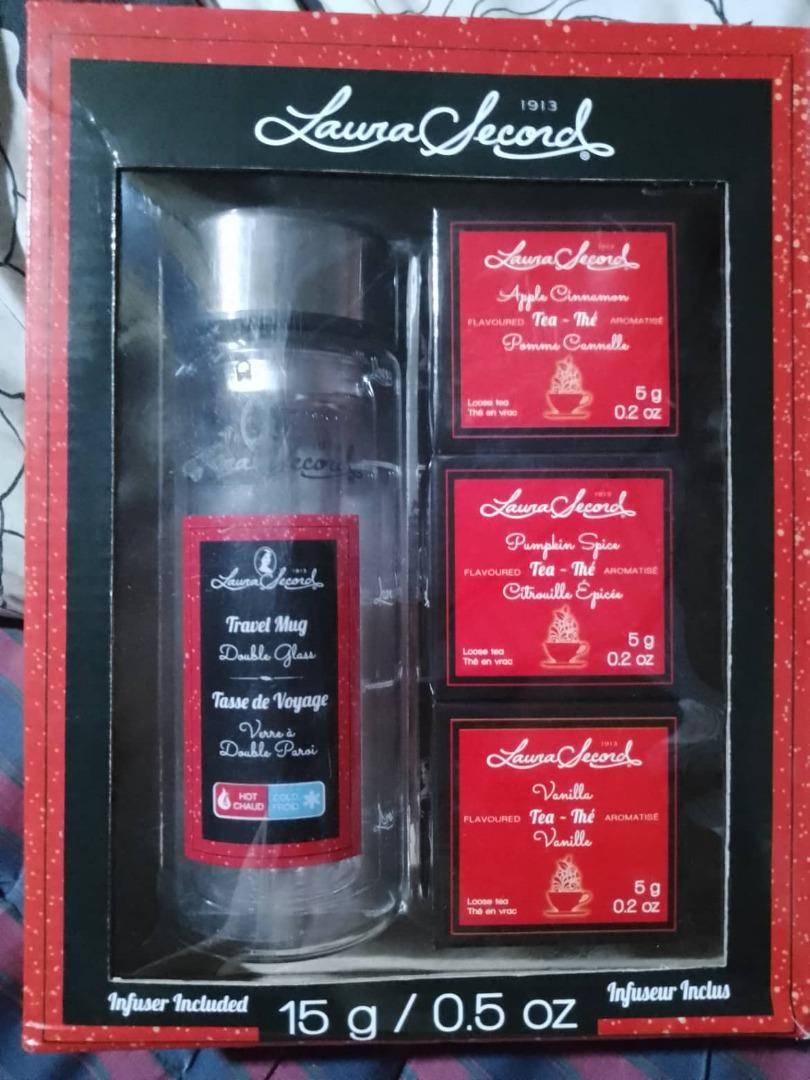 1913
Laura Secord®
Laura Secord
1913
Laura Secord
Travel Mug
Double Glass
Tasse de Voyage
Verre à
Double Paroi
HOT
CHAUD
COLD
FROID
1913
Laura Secord
Apple Cinnamon
FLAVOURED Tea - Thé AROMATISÉ
Pomme Cannelle
Loose tea
Thé en vrac
5 g
0.2 oz
1913
Laura Secord
Pumpkin Spice
FLAVOURED Tea - Thé AROMATISÉ
Citrouille Épicée
Loose tea
Thé en vrac
5 g
0.2 oz
1913
Laura Secord
Vanilla
FLAVOURED Tea - Thé AROMATISÉ
Vanille
Loose tea
Thé en vrac
5 g
0.2 oz
Infuser Included
15 g / 0.5 oz
Infuseur Inclus